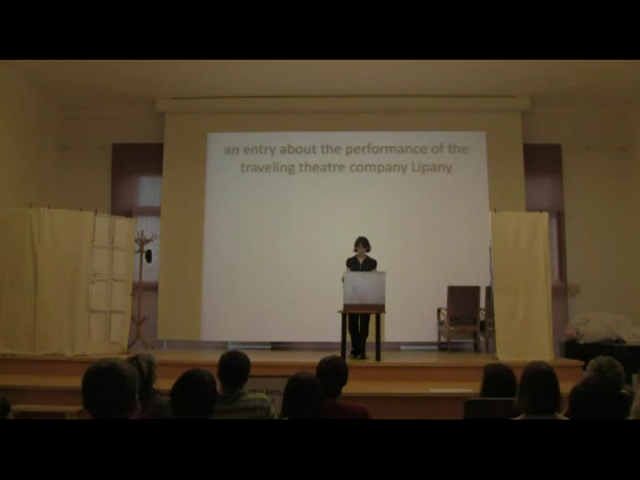 an entry about the performance of the
traveling theatre company Lipany